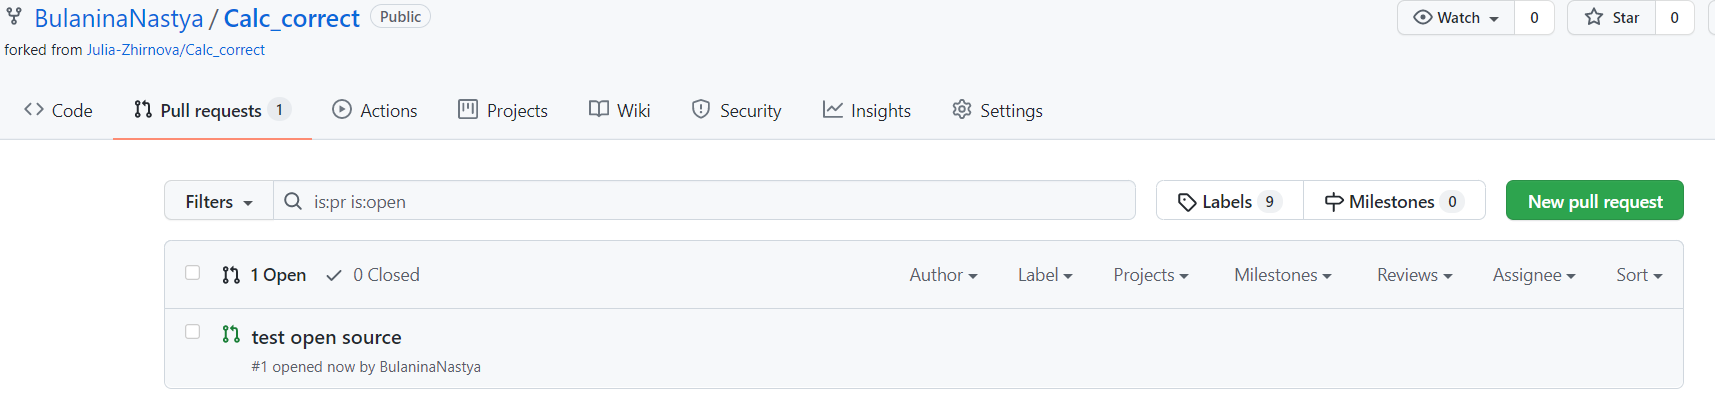 BulaninaNastya / Calc_correct Public Watch 0 Star 0
forked from Julia-Zhirnova/Calc_correct
Code Pull requests 1 Actions Projects Wiki Security Insights Settings
Filters is:pr is:open Labels 9 Milestones 0 New pull request
1 Open 0 Closed Author Label Projects Milestones Reviews Assignee Sort
test open source
#1 opened now by BulaninaNastya